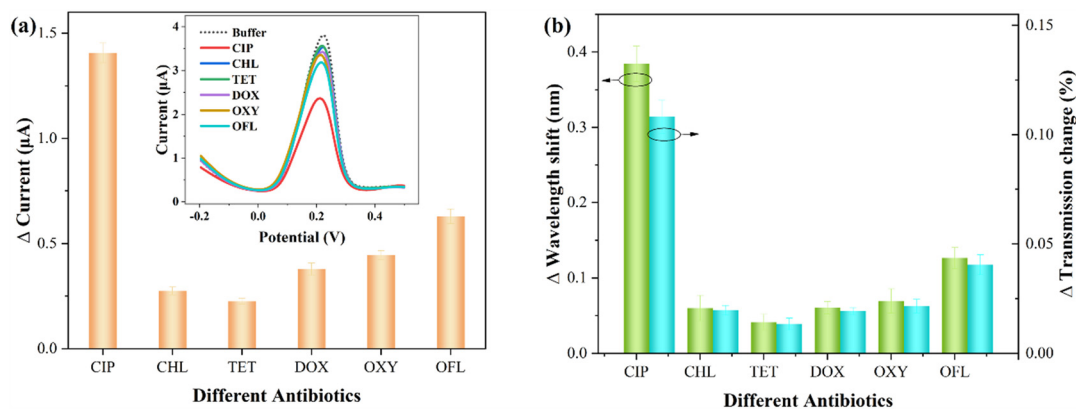 (a)
Δ Current (μA)
1.5
1.0
0.5
0.0
CIP CHL TET DOX OXY OFL
Different Antibiotics
Current (μA)
4
3
2
1
0
-0.2 0.0 0.2 0.4
Potential (V)
Buffer
CIP
CHL
TET
DOX
OXY
OFL
(b)
Δ Wavelength shift (nm)
0.4
0.3
0.2
0.1
0.0
CIP CHL TET DOX OXY OFL
Different Antibiotics
0.15
0.10
0.05
0.00
Δ Transmission change (%)